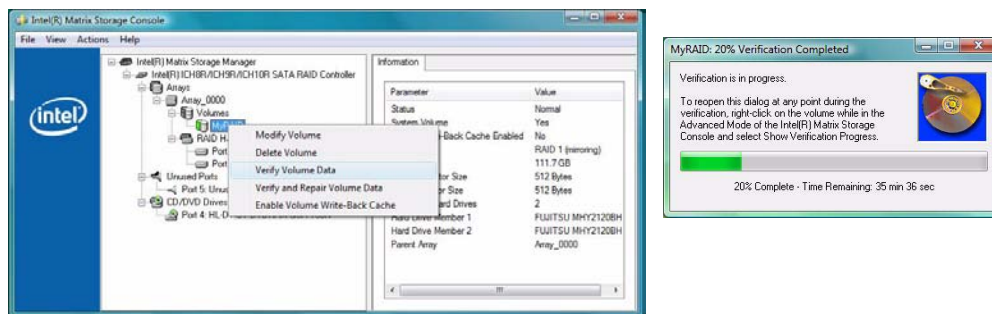 Intel(R) Matrix Storage Console
File View Actions Help
Intel(R) Matrix Storage Manager
Intel(R) ICH8R/ICH9R/ICH10R SATA RAID Controller
Arrays
Array_0000
Volumes
MyRAID
RAID H
Port
Port
Unused Ports
Port 5: Unus
CD/DVD Drives
Port 4: HL-D
intel
Modify Volume
Delete Volume
Verify Volume Data
Verify and Repair Volume Data
Enable Volume Write-Back Cache
Information
Parameter Value
Status Normal
System Volume Yes
-Back Cache Enabled No
RAID 1 (mirroring)
111.7 GB
tor Size 512 Bytes
r Size 512 Bytes
ard Drives 2
Hard Drive Member 1 FUJITSU MHY2120BH
Hard Drive Member 2 FUJITSU MHY2120BH
Parent Array Array_0000
MyRAID: 20% Verification Completed
Verification is in progress.
To reopen this dialog at any point during the
verification, right-click on the volume while in the
Advanced Mode of the Intel(R) Matrix Storage
Console and select Show Verification Progress.
20% Complete - Time Remaining: 35 min 36 sec